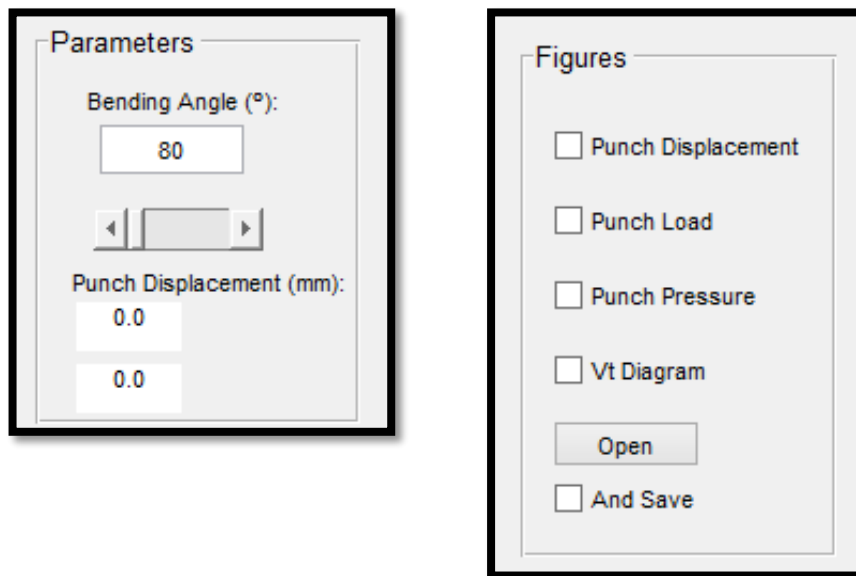 Parameters
Bending Angle (º):
80
Punch Displacement (mm):
0.0
0.0
Figures
Punch Displacement
Punch Load
Punch Pressure
Vt Diagram
Open
And Save